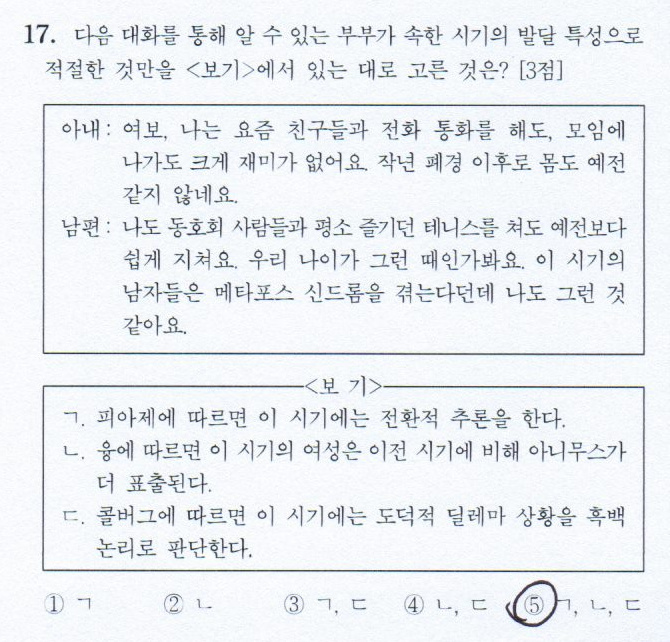 17. 다음 대화를 통해 알 수 있는 부부가 속한 시기의 발달 특성으로
적절한 것만을 <보기>에서 있는 대로 고른 것은? [3점]
아내 : 여보, 나는 요즘 친구들과 전화 통화를 해도, 모임에
나가도 크게 재미가 없어요. 작년 폐경 이후로 몸도 예전
같지 않네요.
남편 : 나도 동호회 사람들과 평소 즐기던 테니스를 쳐도 예전보다
쉽게 지쳐요. 우리 나이가 그런 때인가봐요. 이 시기의
남자들은 메타포스 신드롬을 겪는다던데 나도 그런 것
같아요.
<보 기>
ㄱ. 피아제에 따르면 이 시기에는 전환적 추론을 한다.
ㄴ. 융에 따르면 이 시기의 여성은 이전 시기에 비해 아니무스가
더 표출된다.
ㄷ. 콜버그에 따르면 이 시기에는 도덕적 딜레마 상황을 흑백
논리로 판단한다.
① ㄱ ② ㄴ ③ ㄱ, ㄷ ④ ㄴ, ㄷ ⑤ ㄱ, ㄴ, ㄷ